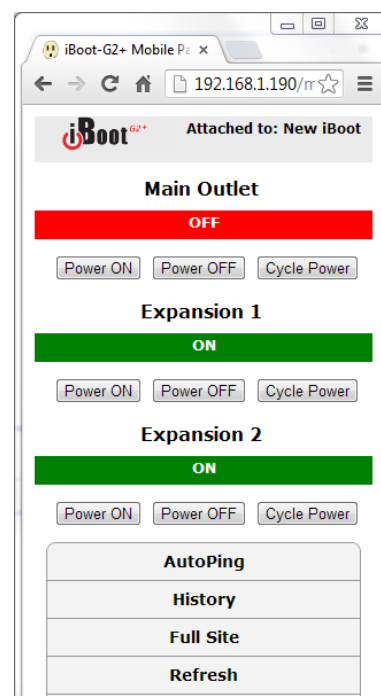 iBoot-G2+ Mobile Pa
192.168.1.190/m
iBoot G2+ Attached to: New iBoot
Main Outlet
OFF
Power ON Power OFF Cycle Power
Expansion 1
ON
Power ON Power OFF Cycle Power
Expansion 2
ON
Power ON Power OFF Cycle Power
AutoPing
History
Full Site
Refresh